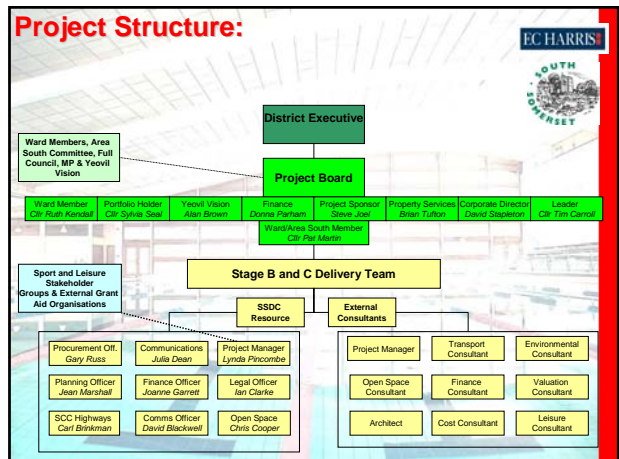 Project Structure:
EC HARRIS
SOUTH SOMERSET
District Executive
Ward Members, Area
South Committee, Full
Council, MP & Yeovil
Vision
Project Board
Ward Member
Cllr Ruth Kendall
Portfolio Holder
Cllr Sylvia Seal
Yeovil Vision
Alan Brown
Finance
Donna Parham
Project Sponsor
Steve Joel
Property Services
Brian Tufton
Corporate Director
David Stapleton
Leader
Cllr Tim Carroll
Ward/Area South Member
Cllr Pat Martin
Stage B and C Delivery Team
Sport and Leisure
Stakeholder
Groups & External Grant
Aid Organisations
SSDC
Resource
External
Consultants
Procurement Off.
Gary Russ
Communications
Julia Dean
Project Manager
Lynda Pincombe
Planning Officer
Jean Marshall
Finance Officer
Joanne Garrett
Legal Officer
Ian Clarke
SCC Highways
Carl Brinkman
Comms Officer
David Blackwell
Open Space
Chris Cooper
Project Manager
Transport
Consultant
Environmental
Consultant
Open Space
Consultant
Finance
Consultant
Valuation
Consultant
Architect
Cost Consultant
Leisure
Consultant